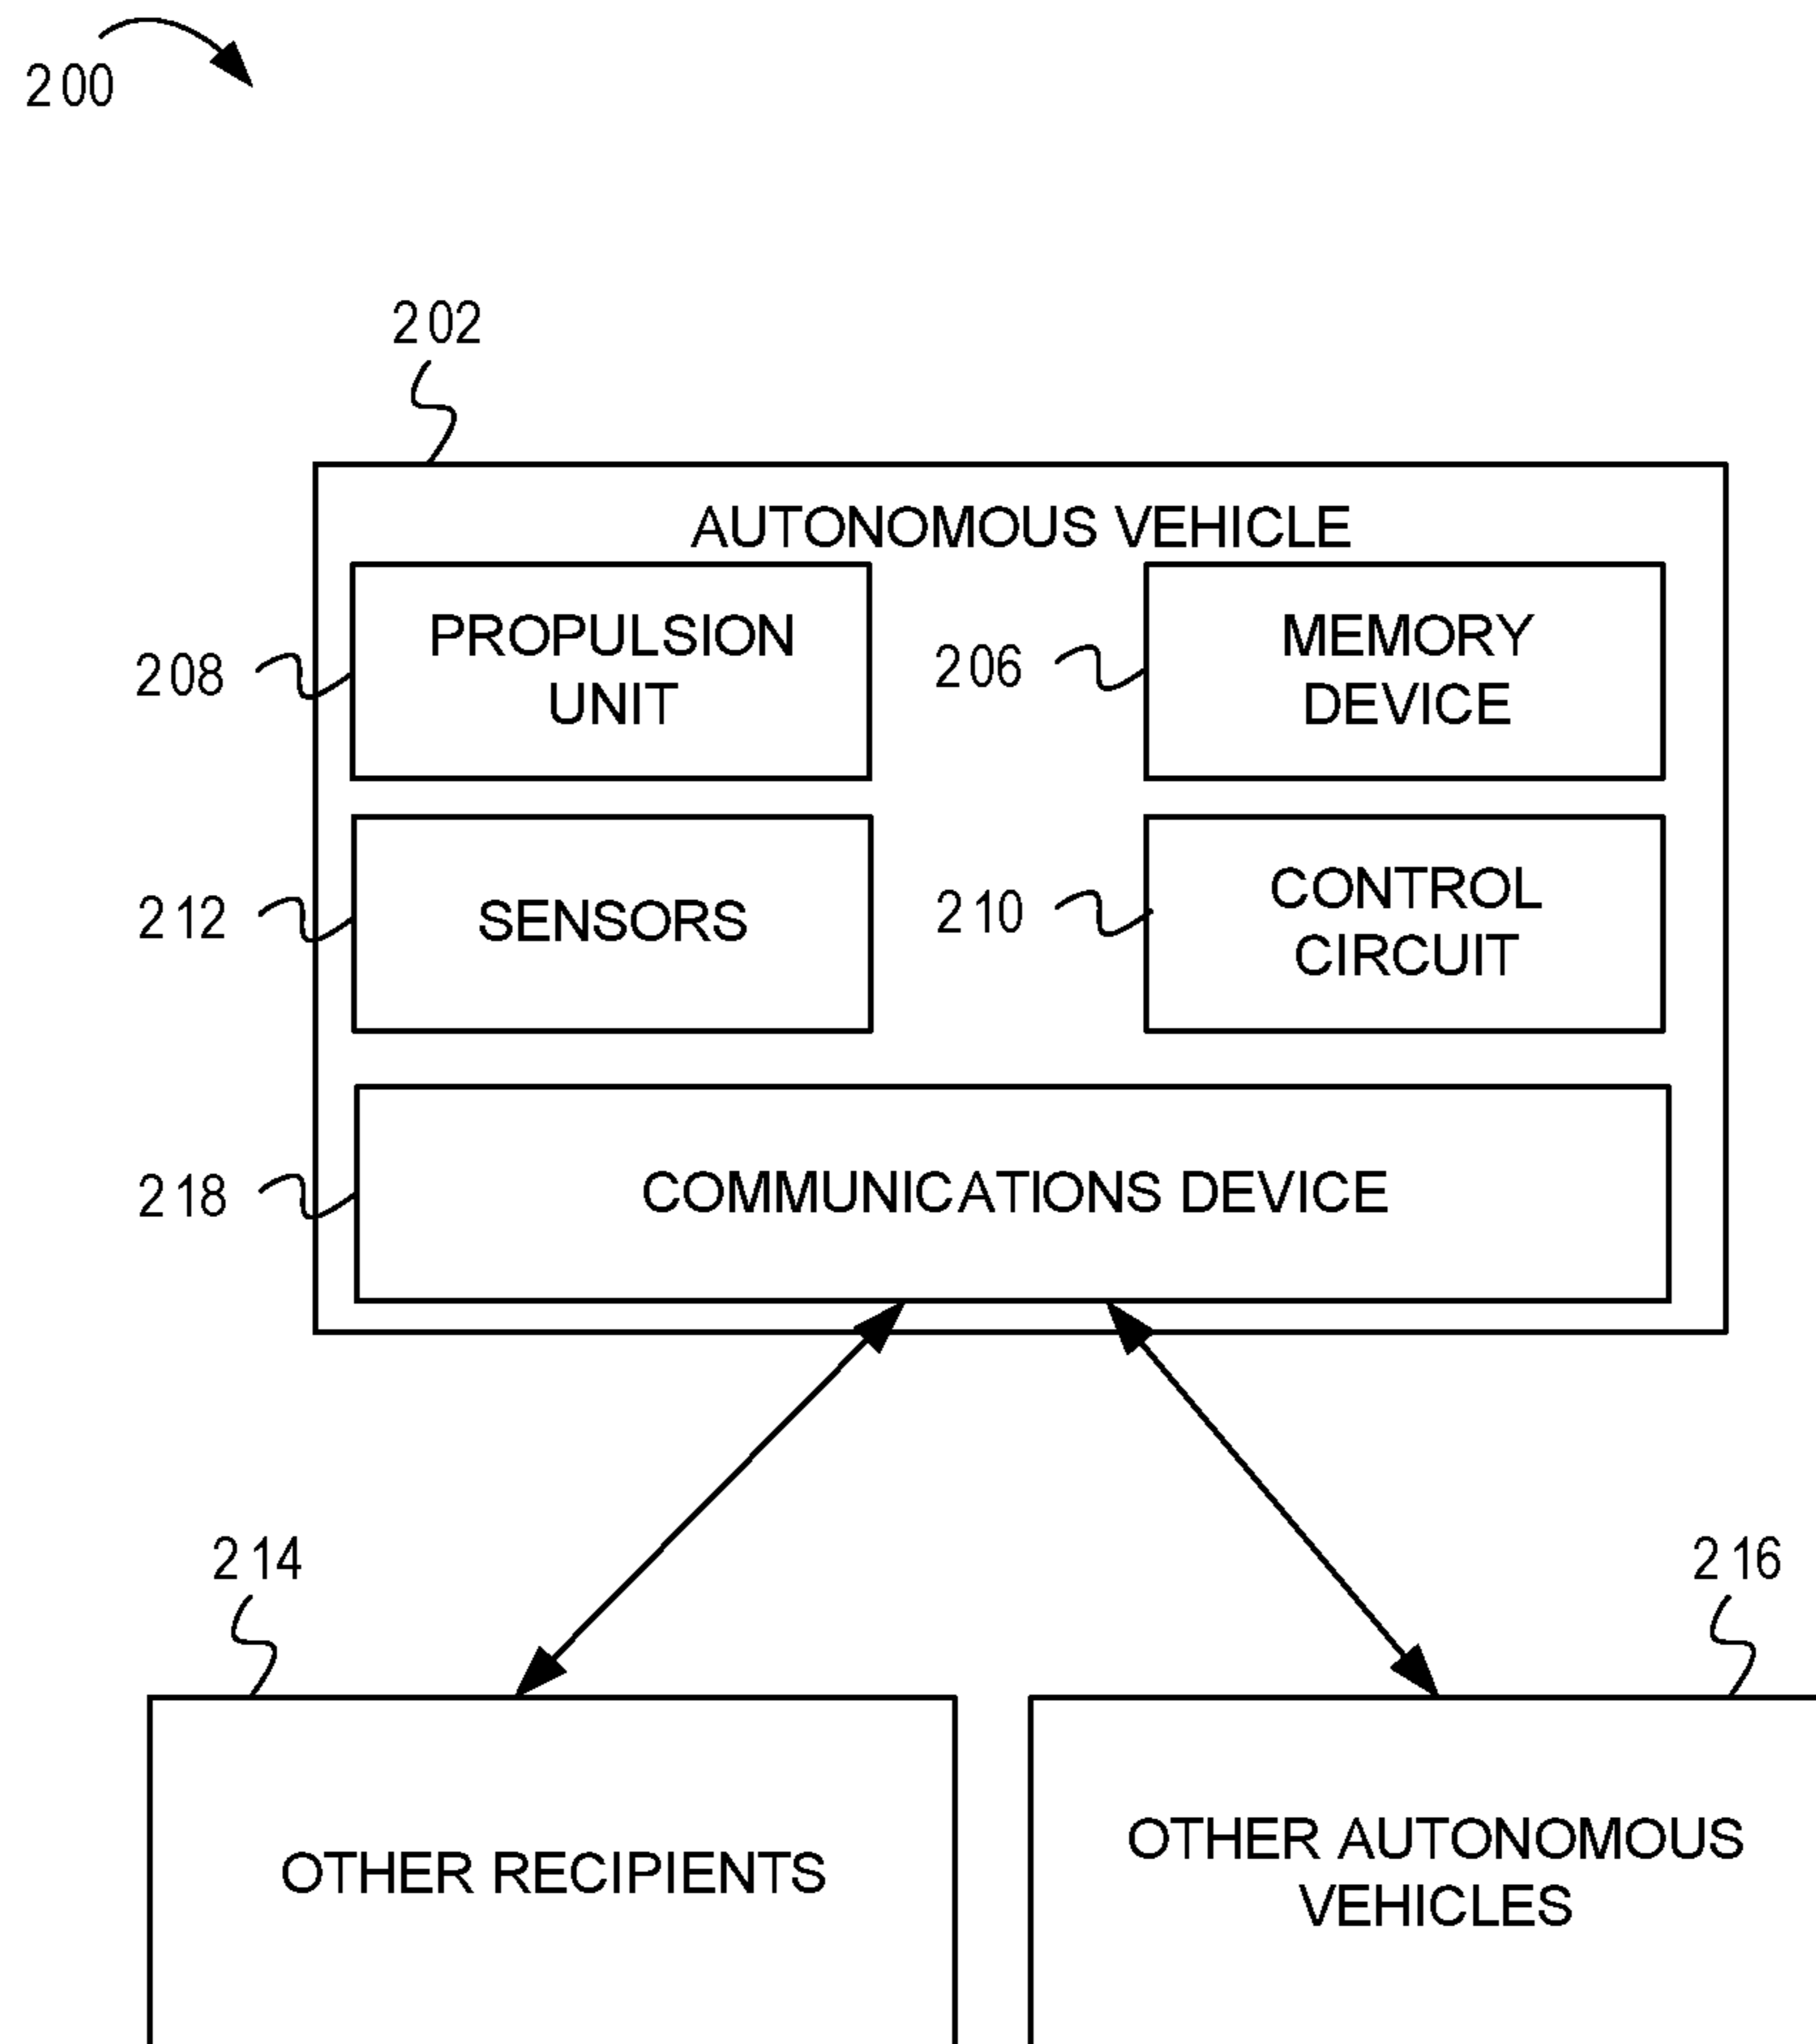 200
202
AUTONOMOUS VEHICLE
208
PROPULSION
UNIT
206
MEMORY
DEVICE
212
SENSORS
210
CONTROL
CIRCUIT
218
COMMUNICATIONS DEVICE
214
216
OTHER RECIPIENTS
OTHER AUTONOMOUS
VEHICLES